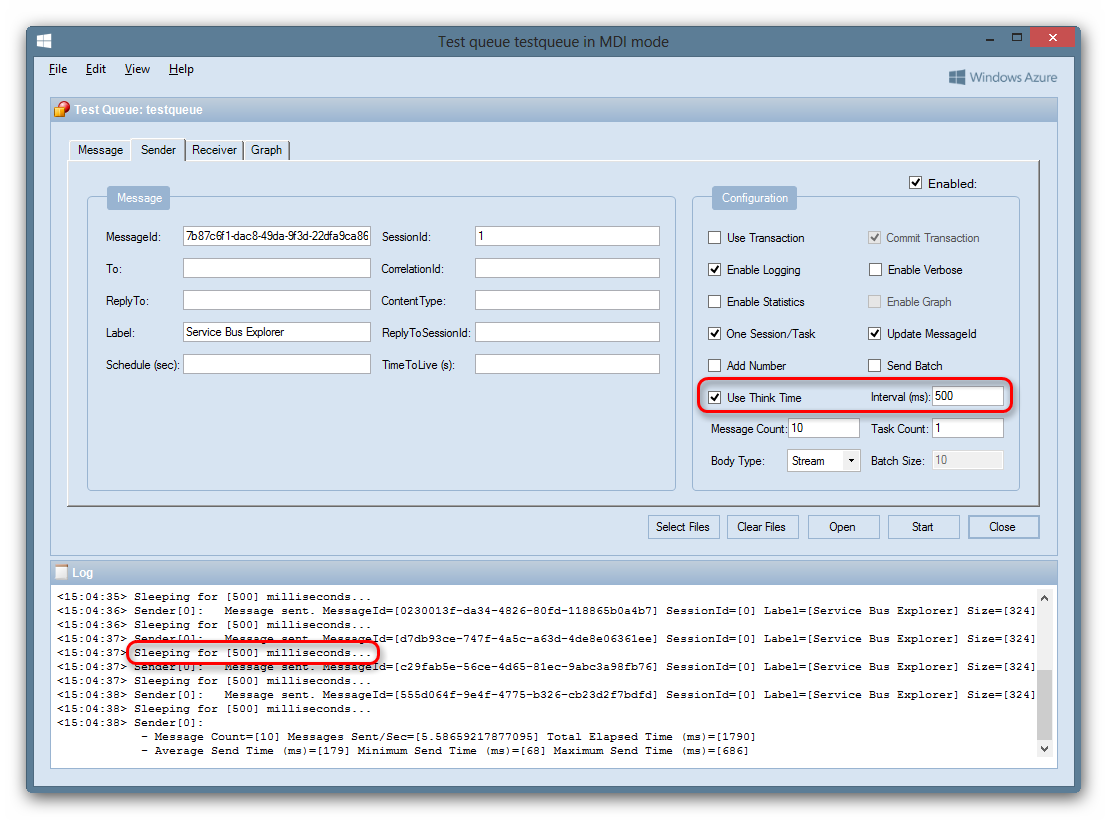 Test queue testqueue in MDI mode
File Edit View Help
Windows Azure
Test Queue: testqueue
Message Sender Receiver Graph
Enabled:
Message
MessageId: 7b87c6f1-dac8-49da-9f3d-22dfa9ca86 SessionId: 1
To: CorrelationId:
ReplyTo: ContentType:
Label: Service Bus Explorer ReplyToSessionId:
Schedule (sec): TimeToLive (s):
Configuration
Use Transaction Commit Transaction
Enable Logging Enable Verbose
Enable Statistics Enable Graph
One Session/Task Update MessageId
Add Number Send Batch
Use Think Time Interval (ms): 500
Message Count: 10 Task Count: 1
Body Type: Stream Batch Size: 10
Select Files Clear Files Open Start Close
Log
<15:04:35> Sleeping for [500] milliseconds...
<15:04:36> Sender[0]: Message sent. MessageId=[0230013f-da34-4826-80fd-118865b0a4b7] SessionId=[0] Label=[Service Bus Explorer] Size=[324]
<15:04:36> Sleeping for [500] milliseconds...
<15:04:37> Sender[0]: Message sent. MessageId=[d7db93ce-747f-4a5c-a63d-4de8e06361ee] SessionId=[0] Label=[Service Bus Explorer] Size=[324]
<15:04:37> Sleeping for [500] milliseconds...
<15:04:37> Sender[0]: Message sent. MessageId=[c29fab5e-56ce-4d65-81ec-9abc3a98fb76] SessionId=[0] Label=[Service Bus Explorer] Size=[324]
<15:04:37> Sleeping for [500] milliseconds...
<15:04:38> Sender[0]: Message sent. MessageId=[555d064f-9e4f-4775-b326-cb23d2f7bdfd] SessionId=[0] Label=[Service Bus Explorer] Size=[324]
<15:04:38> Sleeping for [500] milliseconds...
<15:04:38> Sender[0]:
- Message Count=[10] Messages Sent/Sec=[5.58659217877095] Total Elapsed Time (ms)=[1790]
- Average Send Time (ms)=[179] Minimum Send Time (ms)=[68] Maximum Send Time (ms)=[686]